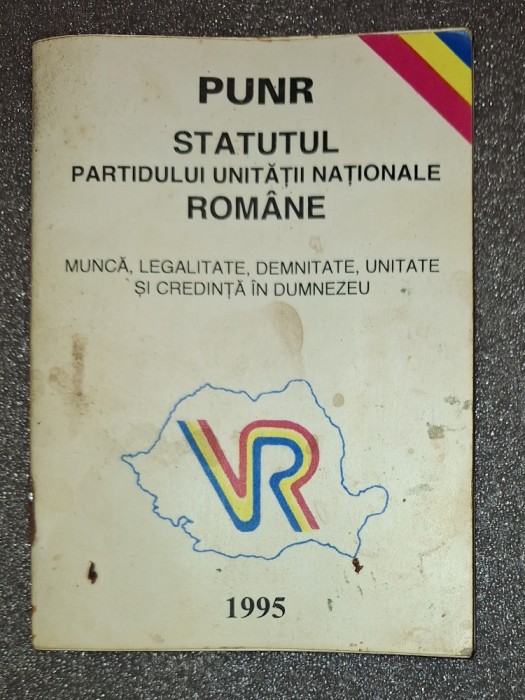 PUNR
STATUTUL
PARTIDULUI UNITĂȚII NAȚIONALE
ROMÂNE
MUNCĂ, LEGALITATE, DEMNITATE, UNITATE
ȘI CREDINȚĂ ÎN DUMNEZEU
VR
1995